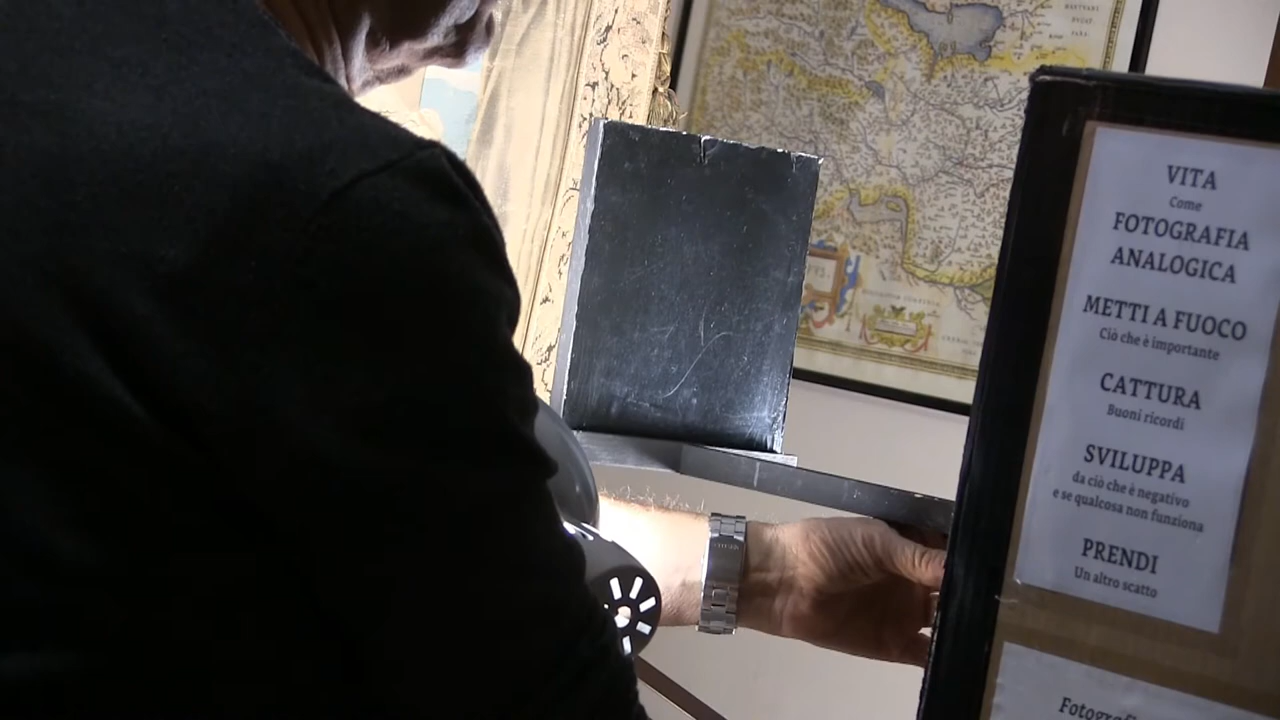 VITA
Come
FOTOGRAFIA
ANALOGICA
METTI A FUOCO
Ciò che è importante
CATTURA
Buoni ricordi
SVILUPPA
da ciò che è negativo
e se qualcosa non funziona
PRENDI
Un altro scatto